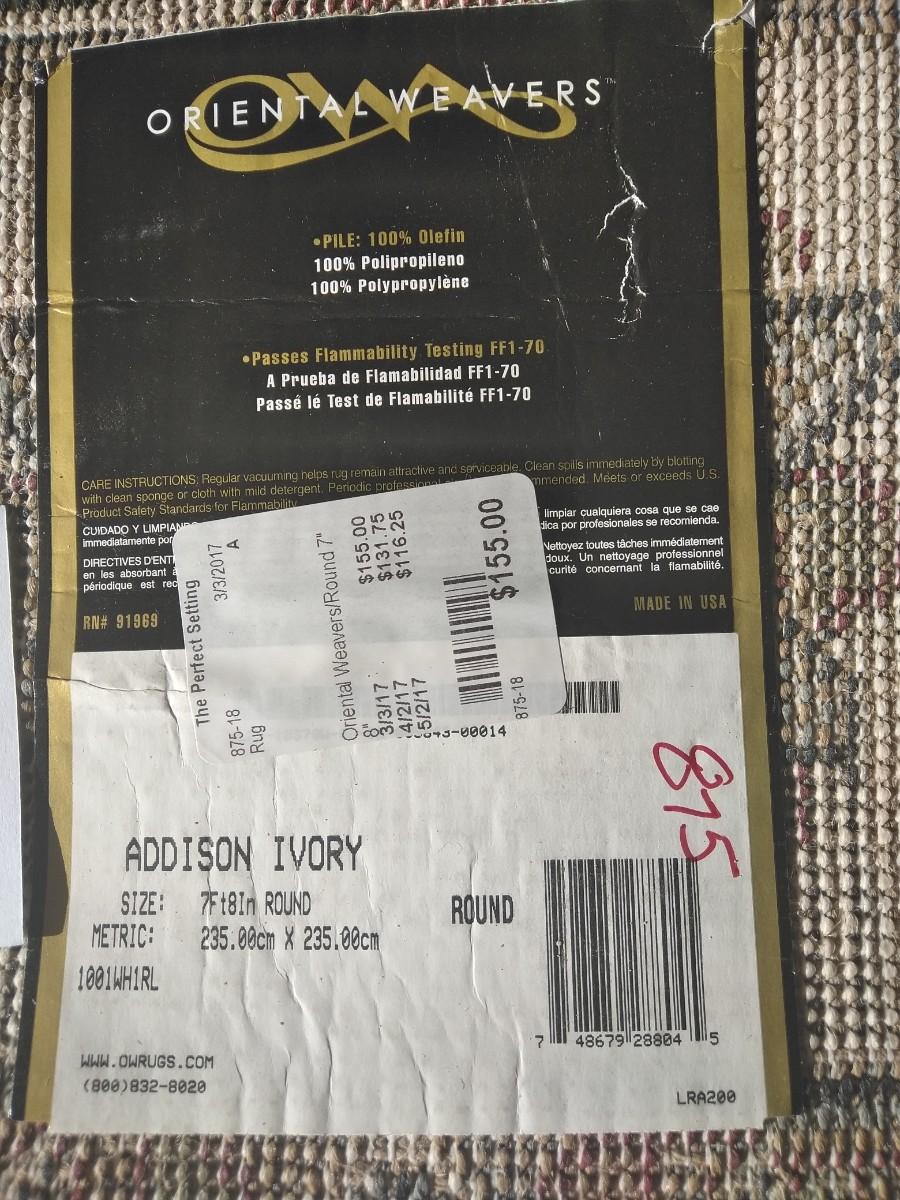 ORIENTAL WEAVERS™
•PILE: 100% Olefin
100% Polipropileno
100% Polypropylène
•Passes Flammability Testing FF1-70
A Prueba de Flamabilidad FF1-70
Passé lé Test de Flamabilité FF1-70
CARE INSTRUCTIONS: Regular vacuuming helps rug remain attractive and serviceable. Clean spills immediately by blotting
with clean sponge or cloth with mild detergent. Periodic professional mmended. Meets or exceeds U.S.
Product Safety Standards for Flammability
CUIDADO Y LIMPIAND limpiar cualquiera cosa que se cae
immediatamente por dica por profesionales se recomienda.
DIRECTIVES D'ENT Nettoyez toutes tâches immédiatement
en les absorbant à doux. Un nettoyage professionnel
périodique est rec curité concernant la flamabilité.
RN# 91969
MADE IN USA
The Perfect Setting
875-18 3/3/2017
Rug A
Oriental Weavers/Round 7"
8"
3/3/17 $155.00
4/2/17 $131.75
5/2/17 $116.25
875-18 $155.00
43-00014
875
ADDISON IVORY
SIZE: 7Ft8In ROUND
ROUND
METRIC: 235.00cm X 235.00cm
1001WH1RL
7 48679 28804 5
WWW.OWRUGS.COM
(800)832-8020
LRA200